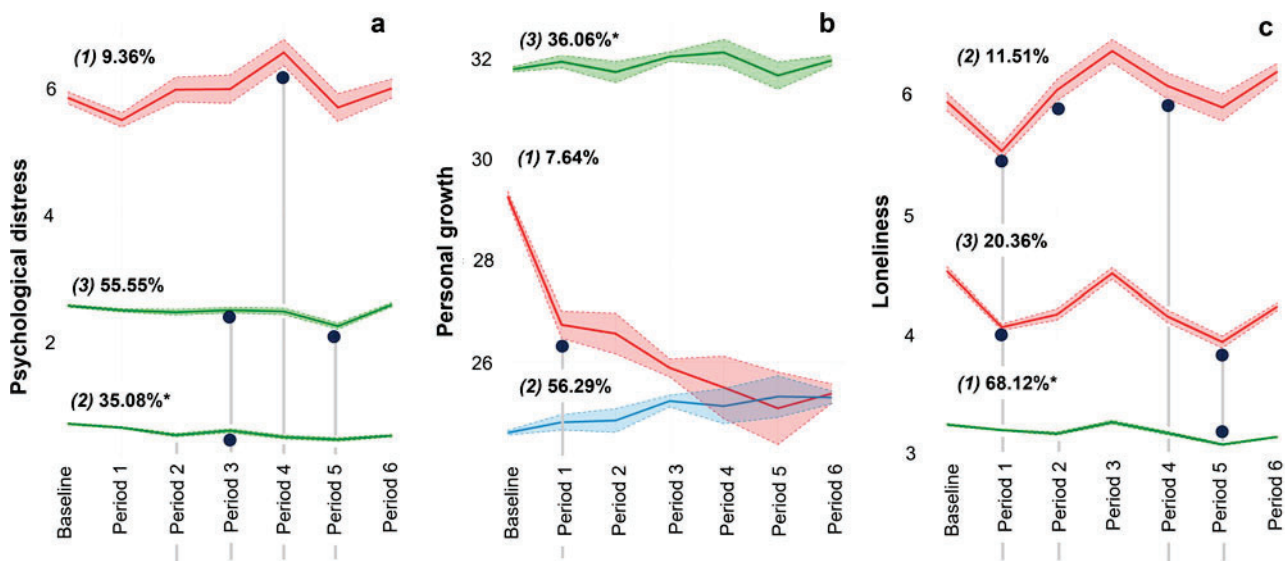 a
Psychological distress
6
4
2
(1) 9.36%
(3) 55.55%
(2) 35.08%*
Baseline
Period 1
Period 2
Period 3
Period 4
Period 5
Period 6
b
Personal growth
32
30
28
26
(3) 36.06%*
(1) 7.64%
(2) 56.29%
Baseline
Period 1
Period 2
Period 3
Period 4
Period 5
Period 6
c
Loneliness
6
5
4
3
(2) 11.51%
(3) 20.36%
(1) 68.12%*
Baseline
Period 1
Period 2
Period 3
Period 4
Period 5
Period 6